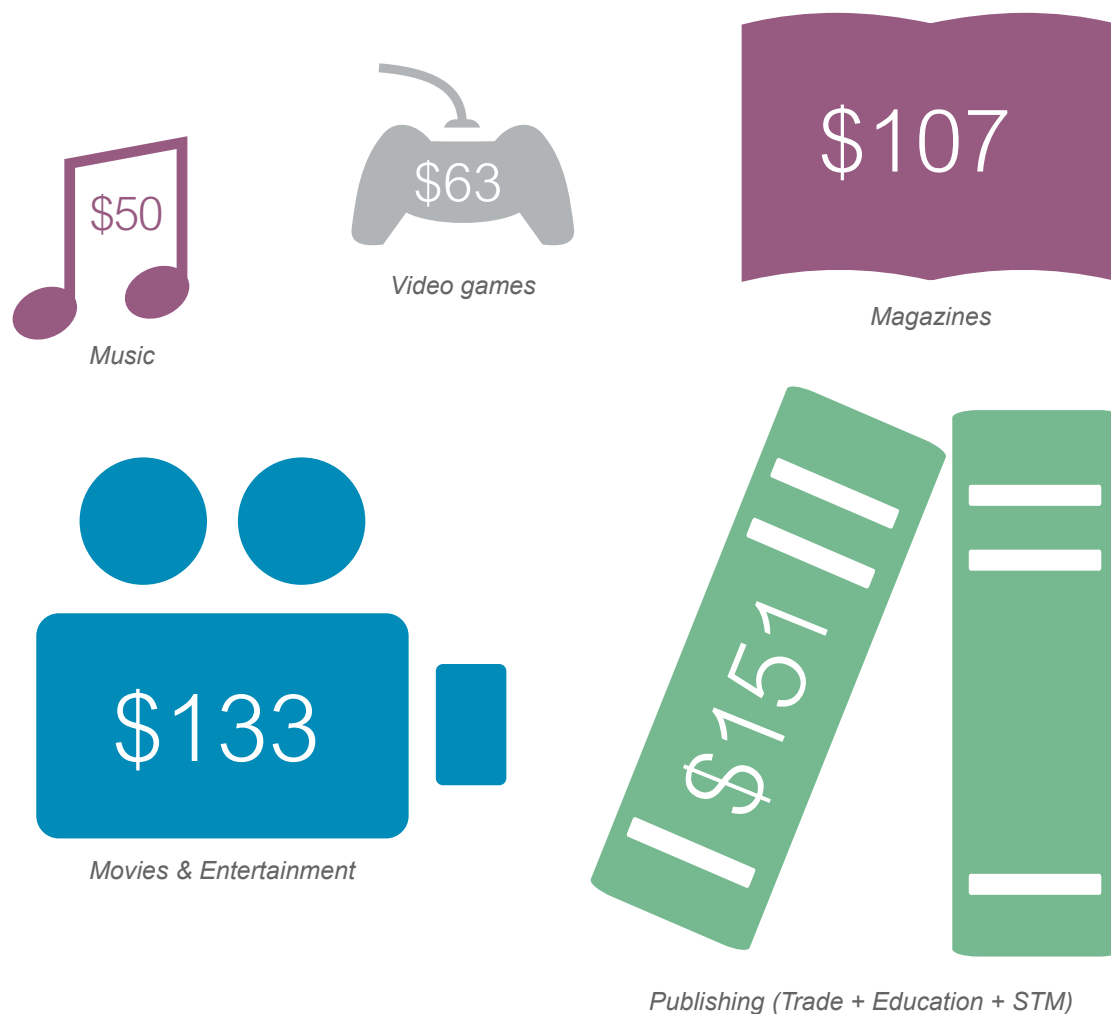 $50
Music
$63
Video games
$107
Magazines
$133
Movies & Entertainment
$151
Publishing (Trade + Education + STM)